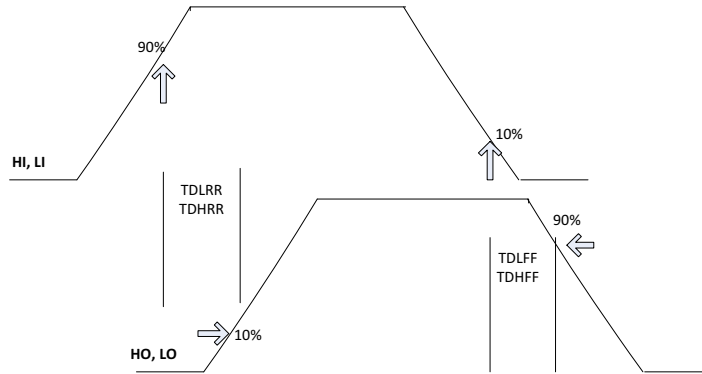 90%
10%
HI, LI
TDLRR
TDHRR
90%
TDLFF
TDHFF
10%
HO, LO